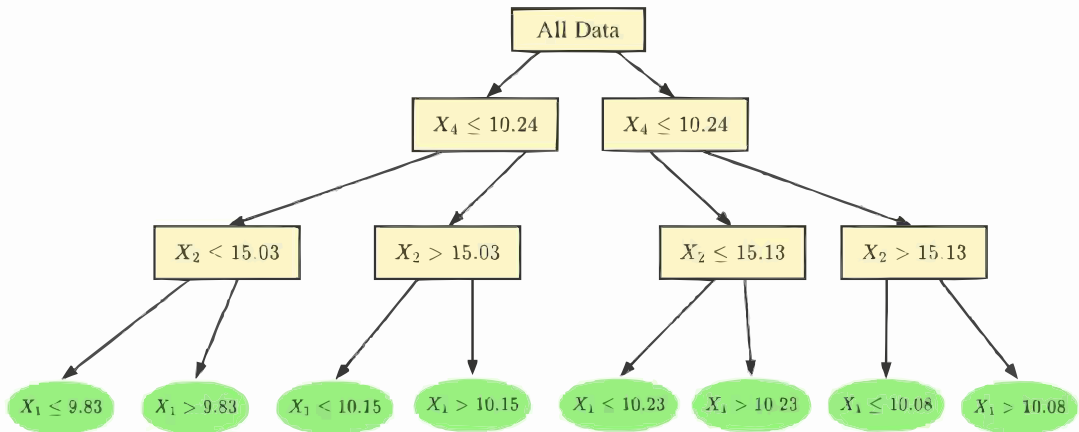 All Data
X₄ ≤ 10.24
X₄ ≤ 10.24
X₂ < 15.03
X₂ > 15.03
X₂ ≤ 15.13
X₂ > 15.13
X₁ ≤ 9.83
X₁ > 9.83
X₁ ≤ 10.15
X₁ > 10.15
X₁ ≤ 10.23
X₁ > 10.23
X₁ ≤ 10.08
X₁ > 10.08